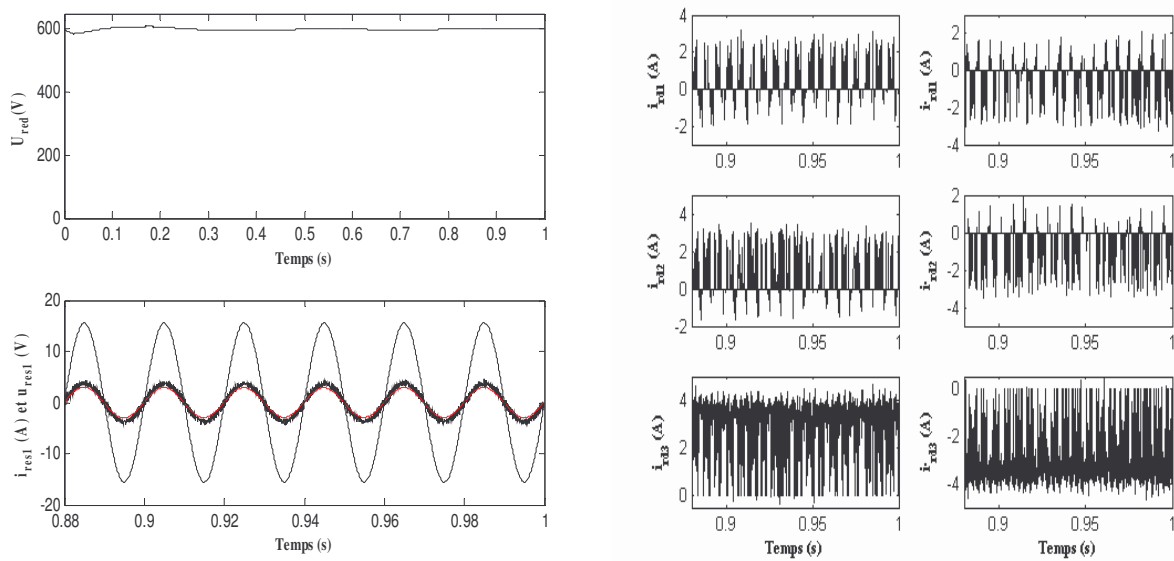 600
400
200
0
U_red (V)
0 0.1 0.2 0.3 0.4 0.5 0.6 0.7 0.8 0.9 1
Temps (s)
20
10
0
-10
-20
i_res1 (A) et u_res1 (V)
0.88 0.9 0.92 0.94 0.96 0.98 1
Temps (s)
4
2
0
-2
i_rd1 (A)
0.9 0.95 1
2
0
-2
-4
i-_rd1 (A)
0.9 0.95 1
4
2
0
-2
i_rd2 (A)
0.9 0.95 1
2
0
-2
-4
i-_rd2 (A)
0.9 0.95 1
4
2
0
i_rd3 (A)
0.9 0.95 1
Temps (s)
0
-2
-4
i-_rd3 (A)
0.9 0.95 1
Temps (s)